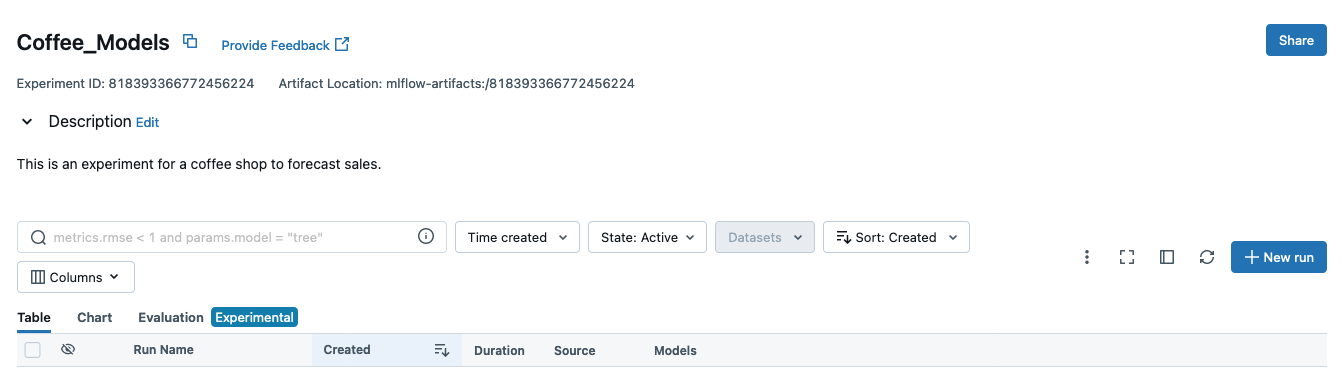 Coffee_Models Provide Feedback Share
Experiment ID: 818393366772456224 Artifact Location: mlflow-artifacts:/818393366772456224
Description Edit
This is an experiment for a coffee shop to forecast sales.
metrics.rmse < 1 and params.model = "tree" Time created State: Active Datasets Sort: Created
New run
Columns
Table Chart Evaluation Experimental
Run Name Created Duration Source Models